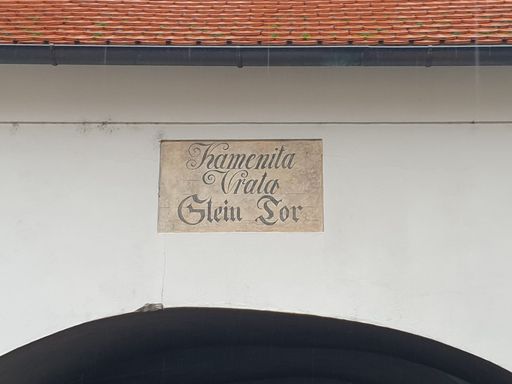 Kamenita
Vrata
Stein Tor